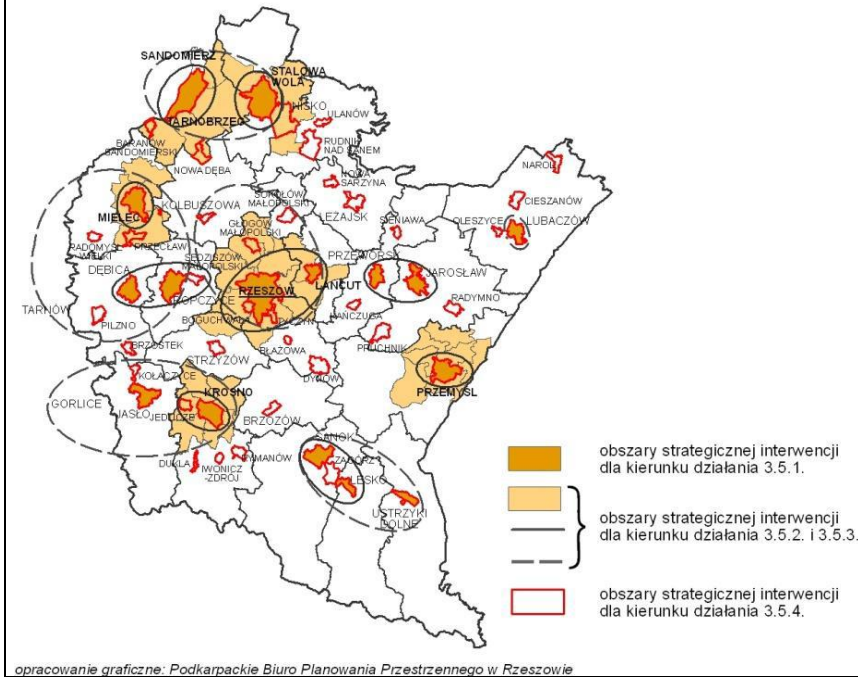 SANDOMIERZ
STALOWA
WOLA
NISKO
ULANÓW
TARNOBRZEG
RUDNIK
NAD SANEM
BARANÓW
SANDOMIERSKI
NOWA DĘBA
NAROL
NOWA
SARZYNA
CIESZANÓW
KOLBUSZOWA
SOKOŁÓW
MAŁOPOLSKI
LEŻAJSK
OLESZYCE
LUBACZÓW
MIELEC
GŁOGÓW
MAŁOPOLSKI
SIENIAWA
RADOMYŚL
WIELKI
PRZECŁAW
SĘDZISZÓW
MAŁOPOLSKI
PRZEWORSK
DĘBICA
JAROSŁAW
RZESZÓW
ŁAŃCUT
ROPCZYCE
RADYMNO
TARNÓW
BOGUCHWAŁA
TYCZYN
KAŃCZUGA
PILZNO
PRUCHNIK
BRZOSTEK
STRZYŻÓW
BŁAŻOWA
DYNÓW
KOŁACZYCE
KROSNO
PRZEMYŚL
GORLICE
JASŁO
JEDLICZE
BRZOZÓW
SANOK
DUKLA
IWONICZ
-ZDRÓJ
RYMANÓW
ZAGÓRZ
LESKO
USTRZYKI
DOLNE
obszary strategicznej interwencji
dla kierunku działania 3.5.1.
obszary strategicznej interwencji
dla kierunku działania 3.5.2. i 3.5.3.
obszary strategicznej interwencji
dla kierunku działania 3.5.4.
opracowanie graficzne: Podkarpackie Biuro Planowania Przestrzennego w Rzeszowie